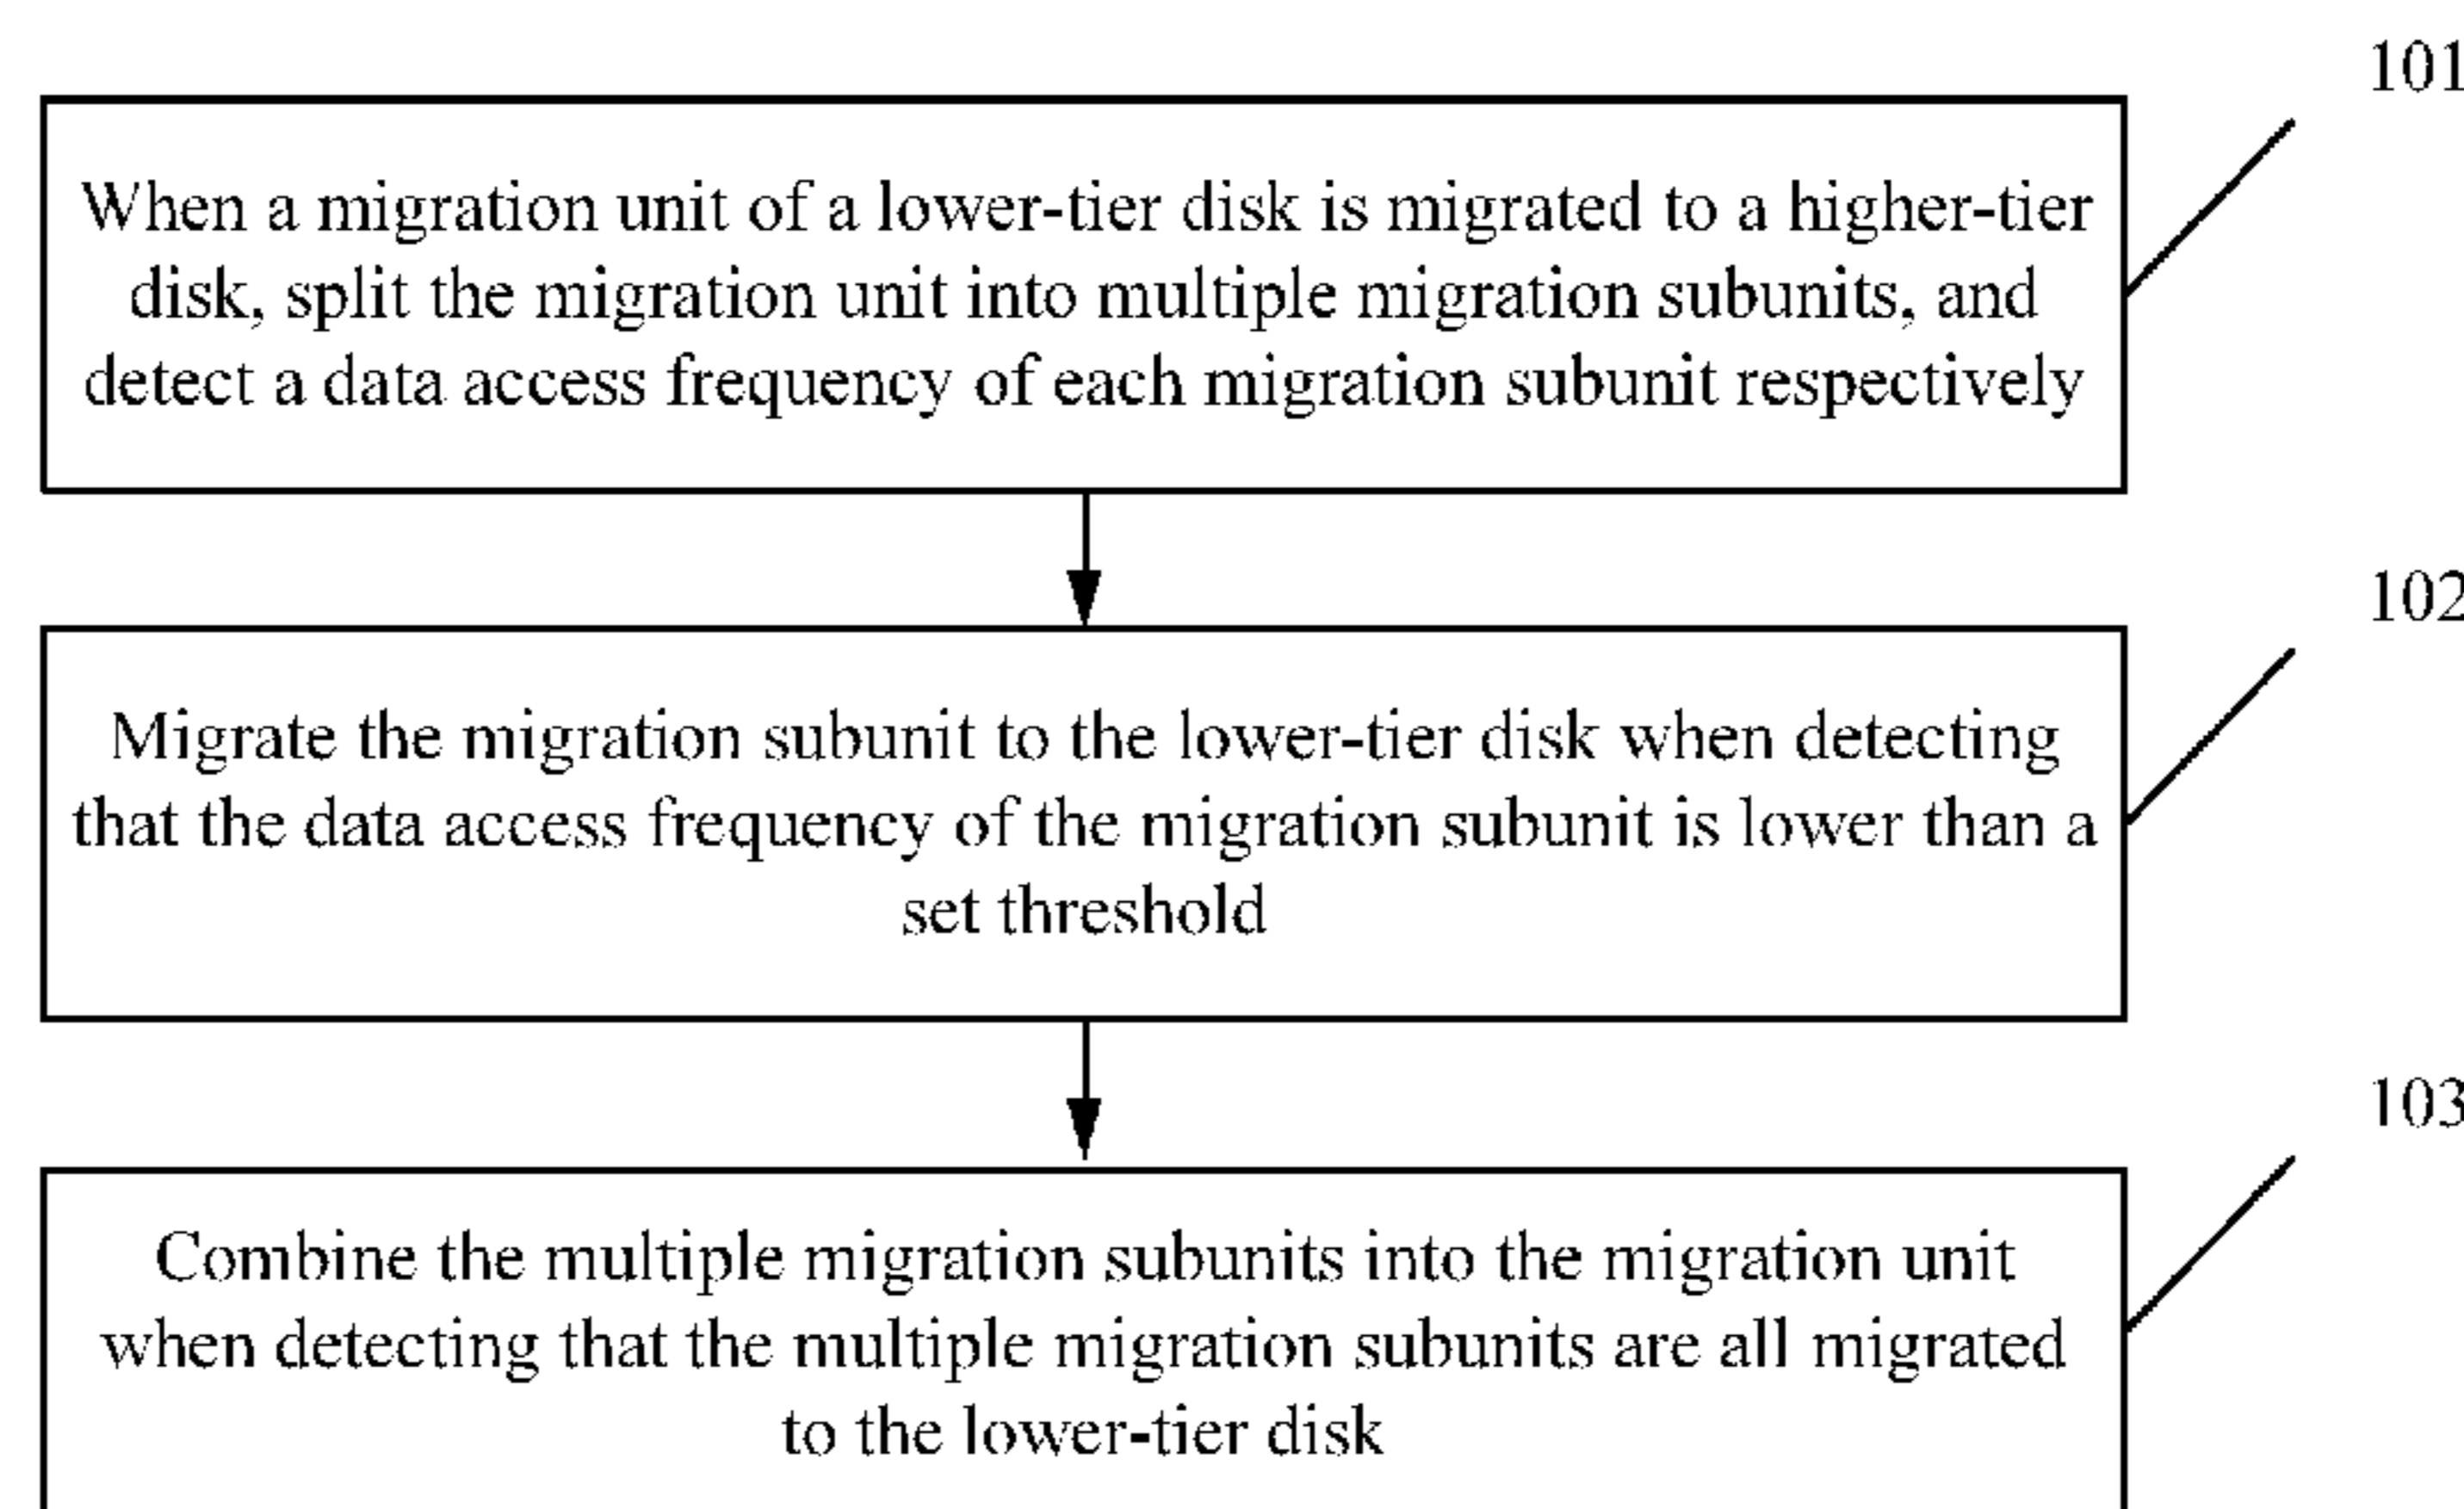 101
When a migration unit of a lower-tier disk is migrated to a higher-tier
disk, split the migration unit into multiple migration subunits, and
detect a data access frequency of each migration subunit respectively
102
Migrate the migration subunit to the lower-tier disk when detecting
that the data access frequency of the migration subunit is lower than a
set threshold
103
Combine the multiple migration subunits into the migration unit
when detecting that the multiple migration subunits are all migrated
to the lower-tier disk